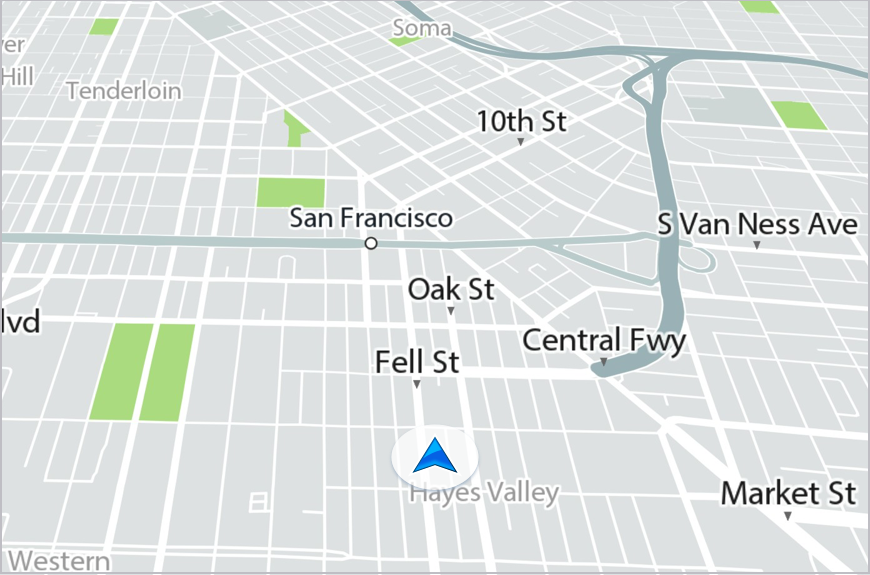 Soma
er
Hill
Tenderloin
10th St
San Francisco
S Van Ness Ave
Oak St
lvd
Central Fwy
Fell St
Hayes Valley
Market St
Western